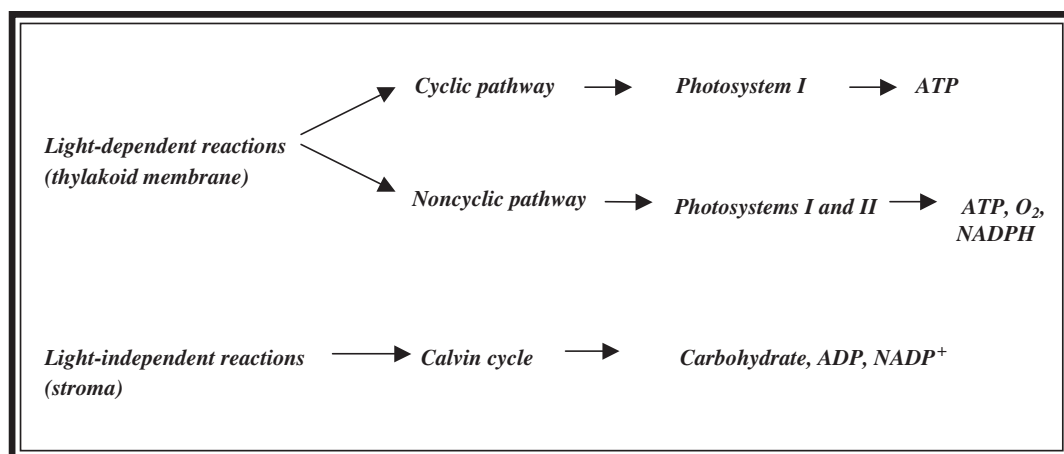 Cyclic pathway
Photosystem I
ATP
Light-dependent reactions
(thylakoid membrane)
Noncyclic pathway
Photosystems I and II
ATP, O₂,
NADPH
Light-independent reactions
(stroma)
Calvin cycle
Carbohydrate, ADP, NADP⁺